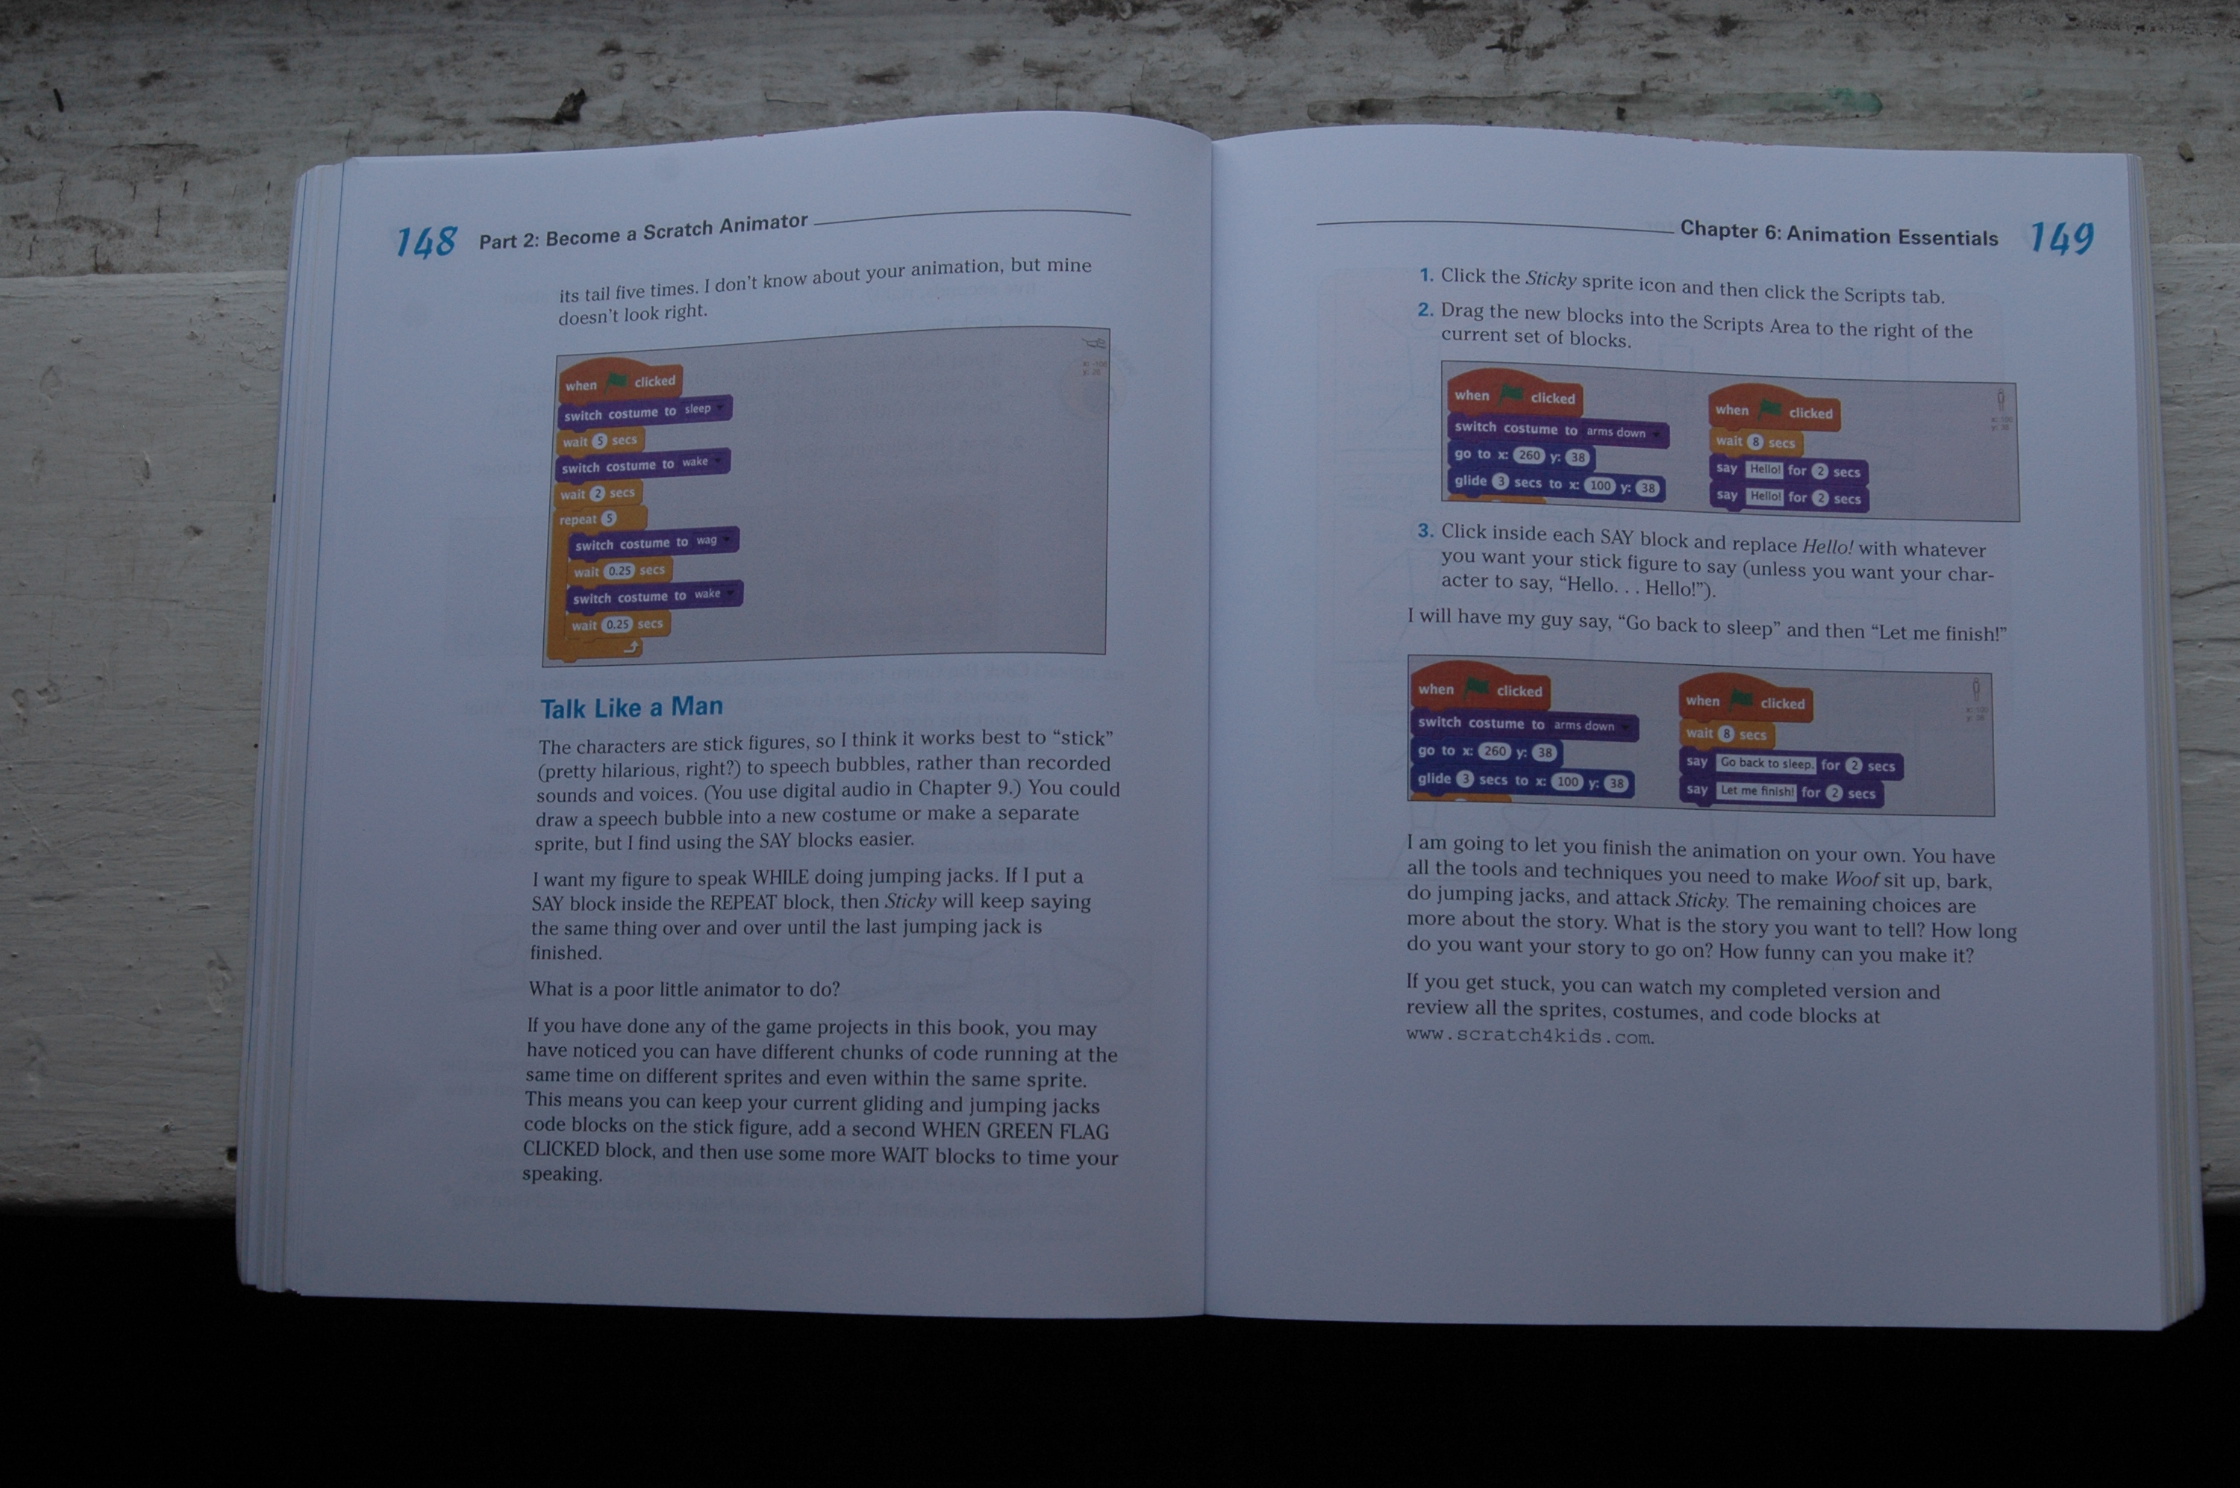 148 Part 2: Become a Scratch Animator
its tail five times. I don't know about your animation, but mine
doesn't look right.
when clicked
switch costume to sleep
wait 5 secs
switch costume to wake
wait 2 secs
repeat 5
switch costume to wag
wait 0.25 secs
switch costume to wake
wait 0.25 secs
Talk Like a Man
The characters are stick figures, so I think it works best to “stick”
(pretty hilarious, right?) to speech bubbles, rather than recorded
sounds and voices. (You use digital audio in Chapter 9.) You could
draw a speech bubble into a new costume or make a separate
sprite, but I find using the SAY blocks easier.
I want my figure to speak WHILE doing jumping jacks. If I put a
SAY block inside the REPEAT block, then Sticky will keep saying
the same thing over and over until the last jumping jack is
finished.
What is a poor little animator to do?
If you have done any of the game projects in this book, you may
have noticed you can have different chunks of code running at the
same time on different sprites and even within the same sprite.
This means you can keep your current gliding and jumping jacks
code blocks on the stick figure, add a second WHEN GREEN FLAG
CLICKED block, and then use some more WAIT blocks to time your
speaking.
Chapter 6: Animation Essentials 149
1. Click the Sticky sprite icon and then click the Scripts tab.
2. Drag the new blocks into the Scripts Area to the right of the
current set of blocks.
when clicked
switch costume to arms down
go to x: 260 y: 38
glide 3 secs to x: 100 y: 38
when clicked
wait 8 secs
say Hello! for 2 secs
say Hello! for 2 secs
3. Click inside each SAY block and replace Hello! with whatever
you want your stick figure to say (unless you want your char-
acter to say, “Hello. . . Hello!”).
I will have my guy say, “Go back to sleep” and then “Let me finish!”
when clicked
switch costume to arms down
go to x: 260 y: 38
glide 3 secs to x: 100 y: 38
when clicked
wait 8 secs
say Go back to sleep. for 2 secs
say Let me finish! for 2 secs
I am going to let you finish the animation on your own. You have
all the tools and techniques you need to make Woof sit up, bark,
do jumping jacks, and attack Sticky. The remaining choices are
more about the story. What is the story you want to tell? How long
do you want your story to go on? How funny can you make it?
If you get stuck, you can watch my completed version and
review all the sprites, costumes, and code blocks at
www.scratch4kids.com.